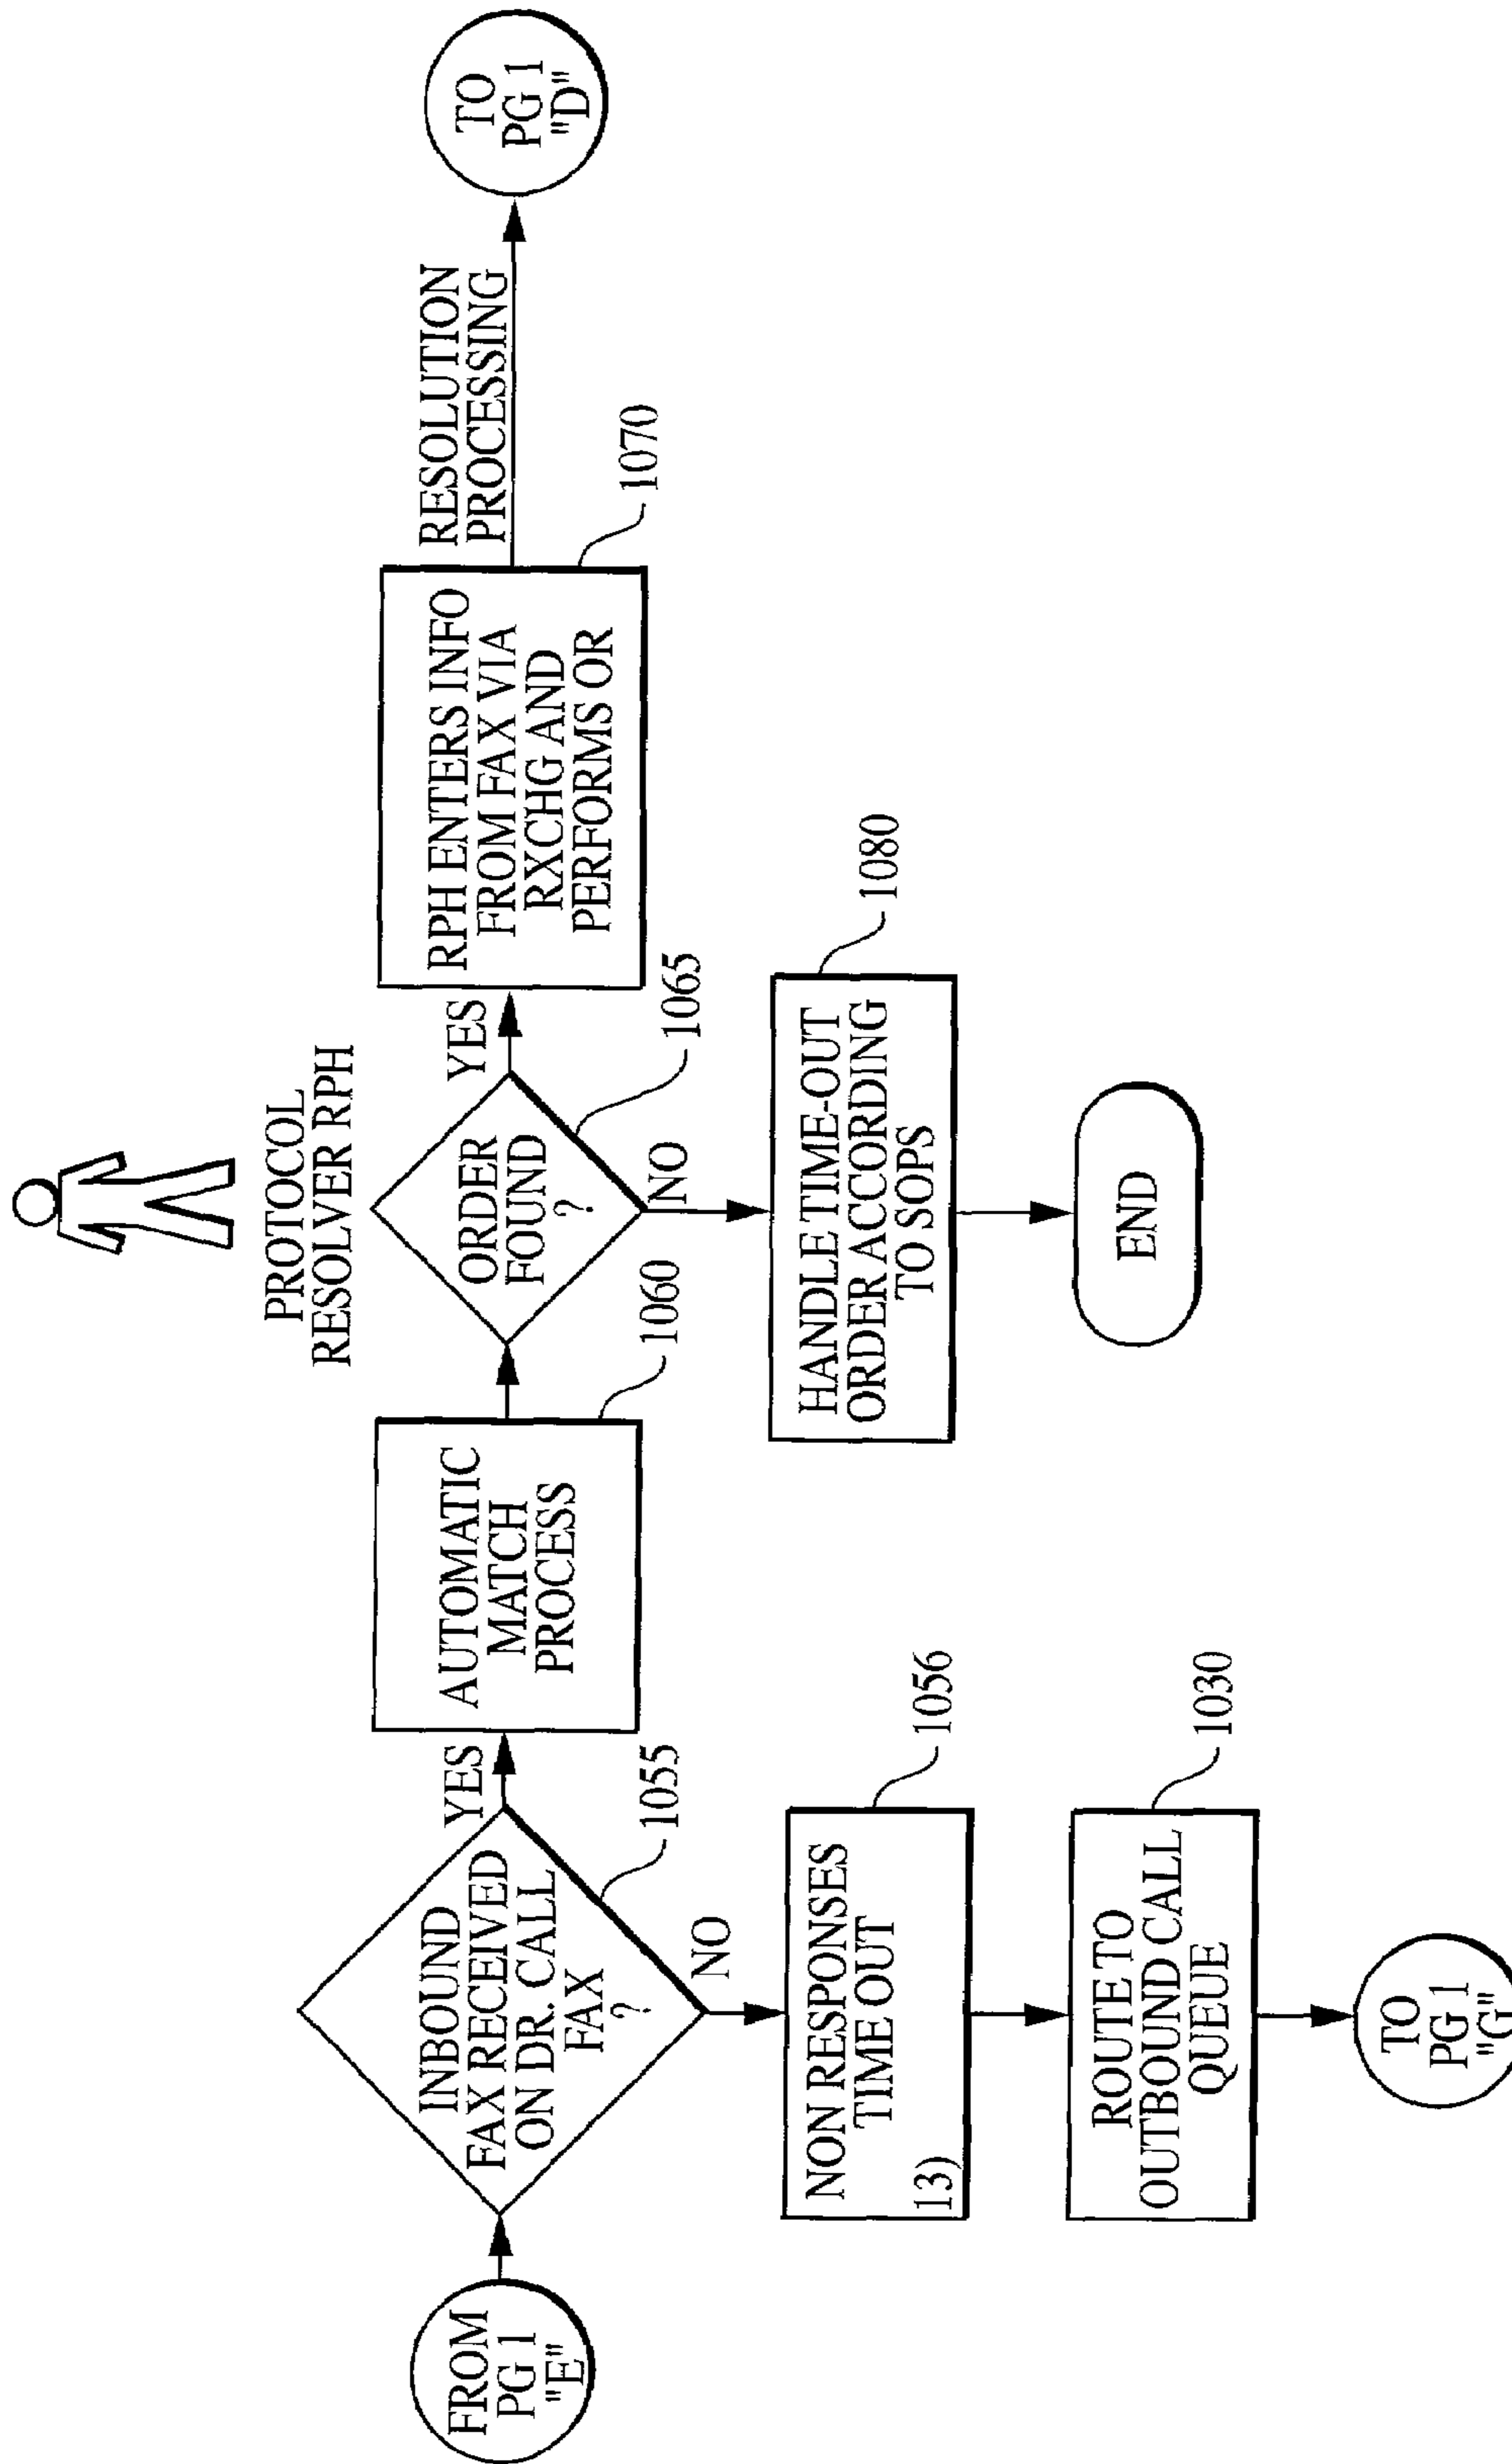 FROM
PG 1
"E"
INBOUND
FAX RECEIVED
ON DR. CALL
FAX
?
1055
YES
NO
NON RESPONSES
TIME OUT
13)
1056
ROUTE TO
OUTBOUND CALL
QUEUE
1030
TO
PG 1
"G"
AUTOMATIC
MATCH
PROCESS
1060
PROTOCOL
RESOLVER RPH
ORDER
FOUND
?
1065
YES
NO
HANDLE TIME-OUT
ORDER ACCORDING
TO SOPS
1080
END
RPH ENTERS INFO
FROM FAX VIA
RXCHG AND
PERFORMS OR
1070
RESOLUTION
PROCESSING
TO
PG 1
"D"